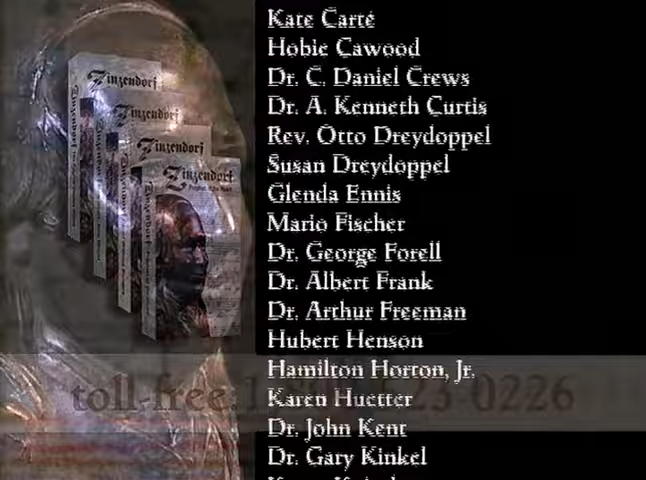 Zinzendorf
Zinzendorf
Zinzendorf
Zinzendorf
Kate Carté
Hobie Cawood
Dr. C. Daniel Crews
Dr. A. Kenneth Curtis
Rev. Otto Dreydoppel
Susan Dreydoppel
Glenda Ennis
Mario Fischer
Dr. George Forell
Dr. Albert Frank
Dr. Arthur Freeman
Hubert Henson
Hamilton Horton, Jr.
Karen Huetter
Dr. John Kent
Dr. Gary Kinkel
toll-free